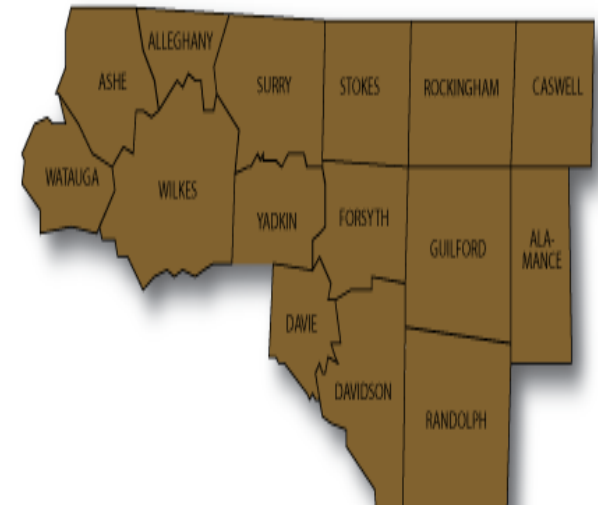 ALLEGHANY
ASHE
SURRY
STOKES
ROCKINGHAM
CASWELL
WATAUGA
WILKES
YADKIN
FORSYTH
GUILFORD
ALA-
MANCE
DAVIE
DAVIDSON
RANDOLPH